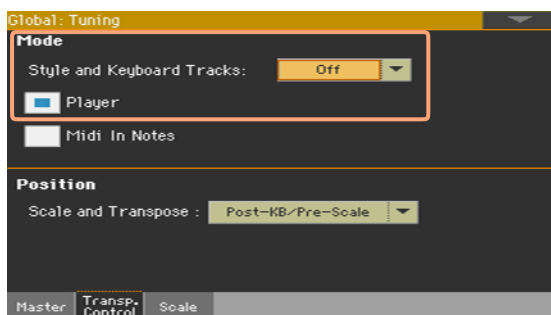 Global: Tuning
Mode
Style and Keyboard Tracks: Off
Player
Midi In Notes
Position
Scale and Transpose : Post-KB/Pre-Scale
Master Transp. Control Scale